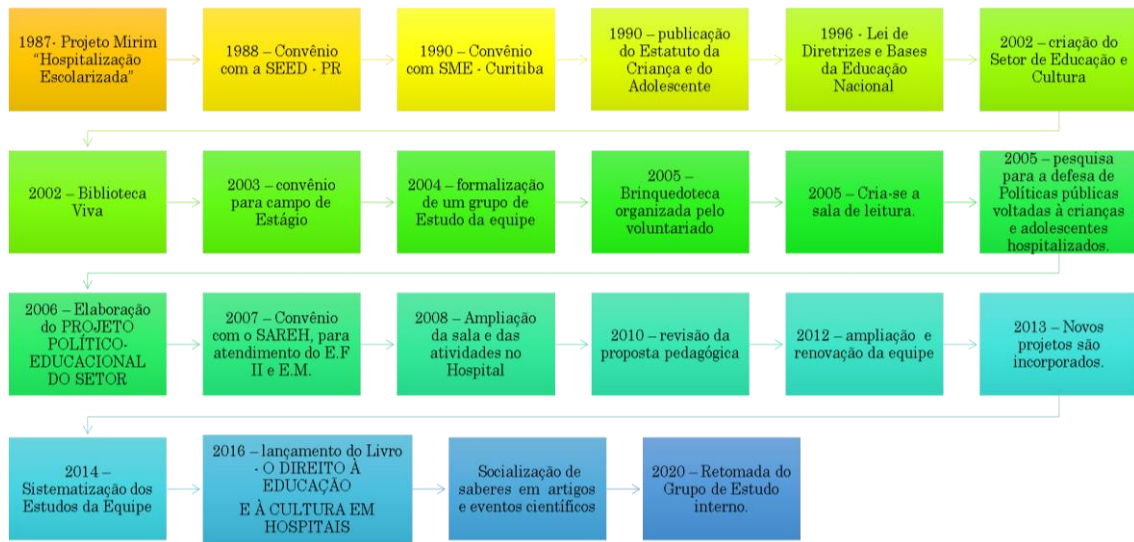 1987- Projeto Mirim
“Hospitalização
Escolarizada”
1988 – Convênio
com a SEED - PR
1990 – Convênio
com SME - Curitiba
1990 – publicação
do Estatuto da
Criança e do
Adolescente
1996 - Lei de
Diretrizes e Bases
da Educação
Nacional
2002 – criação do
Setor de Educação e
Cultura
2002 – Biblioteca
Viva
2003 – convênio
para campo de
Estágio
2004 – formalização
de um grupo de
Estudo da equipe
2005 –
Brinquedoteca
organizada pelo
voluntariado
2005 – Cria-se a
sala de leitura.
2005 – pesquisa
para a defesa de
Políticas públicas
voltadas à crianças
e adolescentes
hospitalizados.
2006 – Elaboração
do PROJETO
POLÍTICO-
EDUCACIONAL
DO SETOR
2007 – Convênio
com o SAREH, para
atendimento do E.F
II e E.M.
2008 – Ampliação
da sala e das
atividades no
Hospital
2010 – revisão da
proposta pedagógica
2012 – ampliação e
renovação da equipe
2013 – Novos
projetos são
incorporados.
2014 –
Sistematização dos
Estudos da Equipe
2016 – lançamento do Livro
- O DIREITO À
EDUCAÇÃO
E À CULTURA EM
HOSPITAIS
Socialização de
saberes em artigos
e eventos científicos
2020 – Retomada do
Grupo de Estudo
interno.